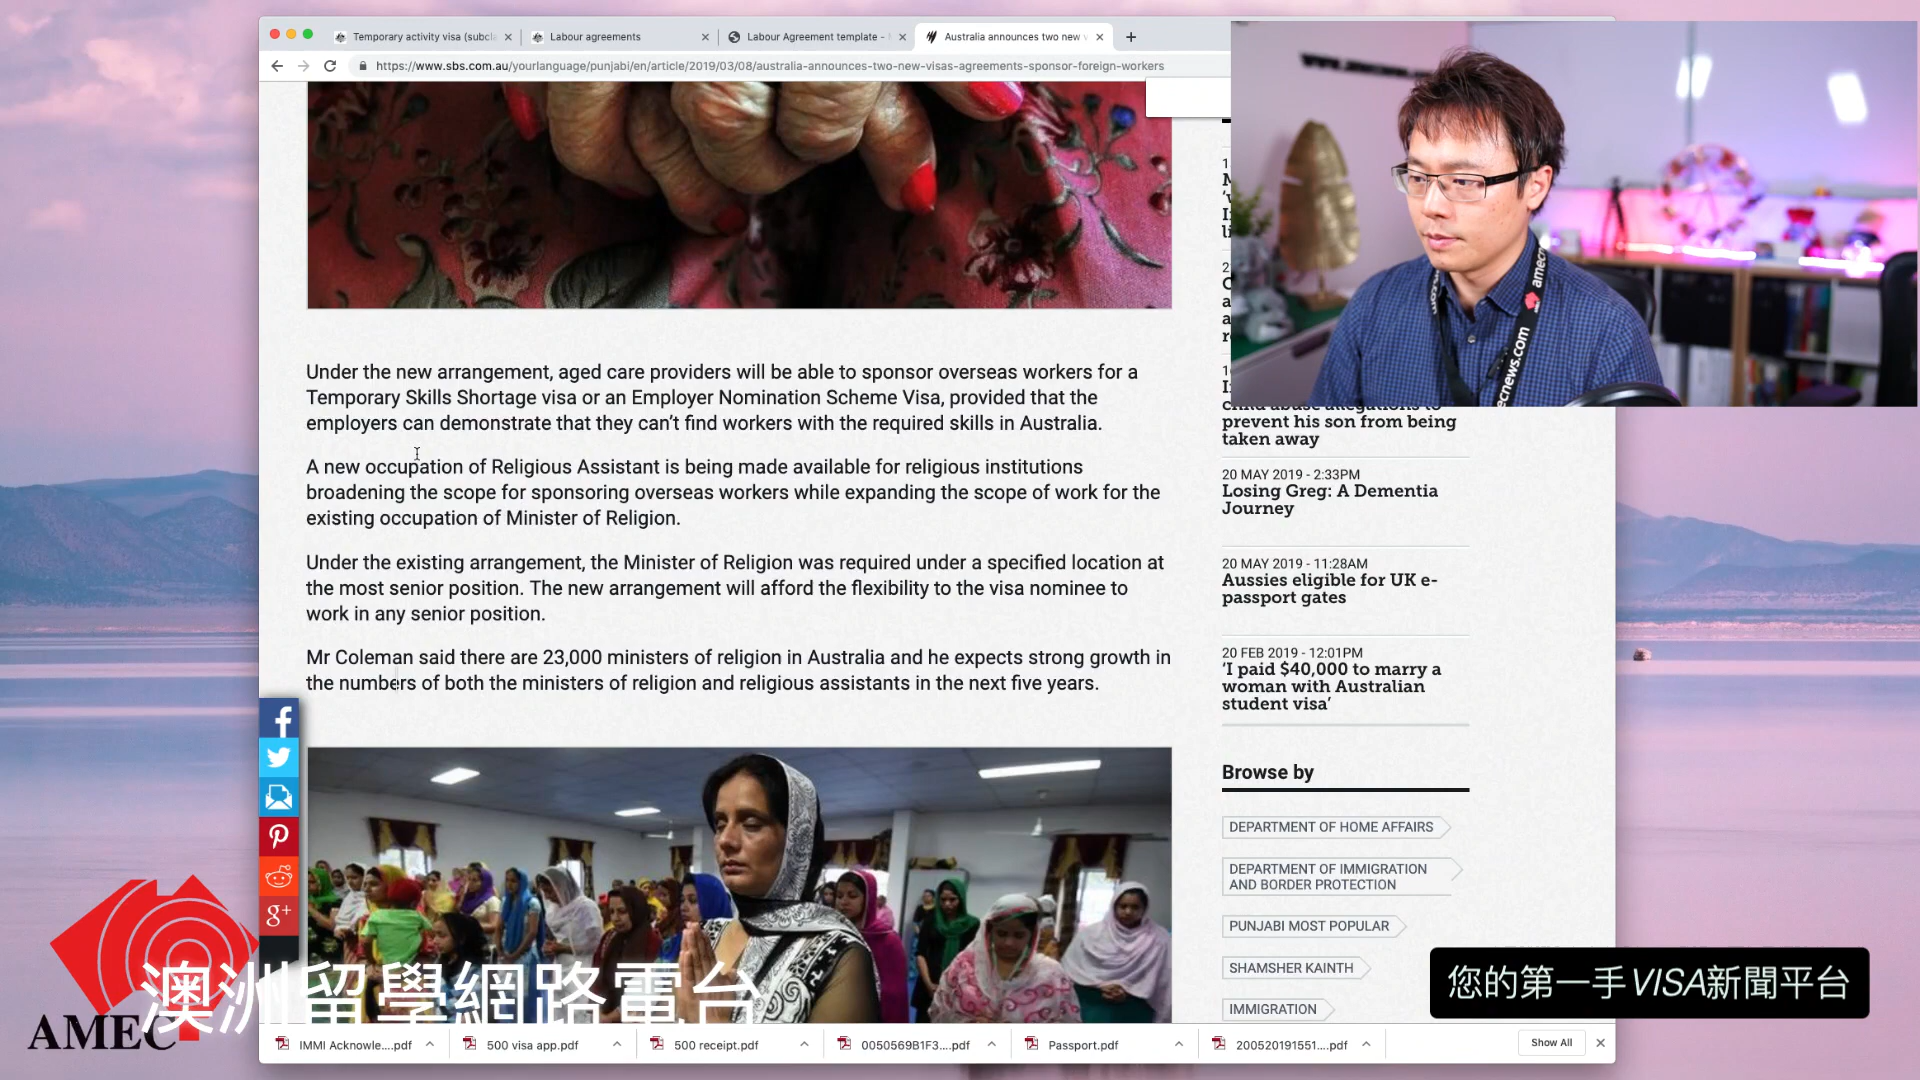 Temporary activity visa (subcla
Labour agreements
Labour Agreement template -
Australia announces two new v
https://www.sbs.com.au/yourlanguage/punjabi/en/article/2019/03/08/australia-announces-two-new-visas-agreements-sponsor-foreign-workers
Under the new arrangement, aged care providers will be able to sponsor overseas workers for a
Temporary Skills Shortage visa or an Employer Nomination Scheme Visa, provided that the
employers can demonstrate that they can't find workers with the required skills in Australia.
A new occupation of Religious Assistant is being made available for religious institutions
broadening the scope for sponsoring overseas workers while expanding the scope of work for the
existing occupation of Minister of Religion.
Under the existing arrangement, the Minister of Religion was required under a specified location at
the most senior position. The new arrangement will afford the flexibility to the visa nominee to
work in any senior position.
Mr Coleman said there are 23,000 ministers of religion in Australia and he expects strong growth in
the numbers of both the ministers of religion and religious assistants in the next five years.
amecnews.com
child abuse allegations to
prevent his son from being
taken away
20 MAY 2019 - 2:33PM
Losing Greg: A Dementia
Journey
20 MAY 2019 - 11:28AM
Aussies eligible for UK e-
passport gates
20 FEB 2019 - 12:01PM
‘I paid $40,000 to marry a
woman with Australian
student visa’
Browse by
DEPARTMENT OF HOME AFFAIRS
DEPARTMENT OF IMMIGRATION
AND BORDER PROTECTION
PUNJABI MOST POPULAR
SHAMSHER KAINTH
IMMIGRATION
您的第一手VISA新聞平台
澳洲留學網路電台
AMEC
IMMI Acknowle....pdf
500 visa app.pdf
500 receipt.pdf
0050569B1F3....pdf
Passport.pdf
200520191551....pdf
Show All